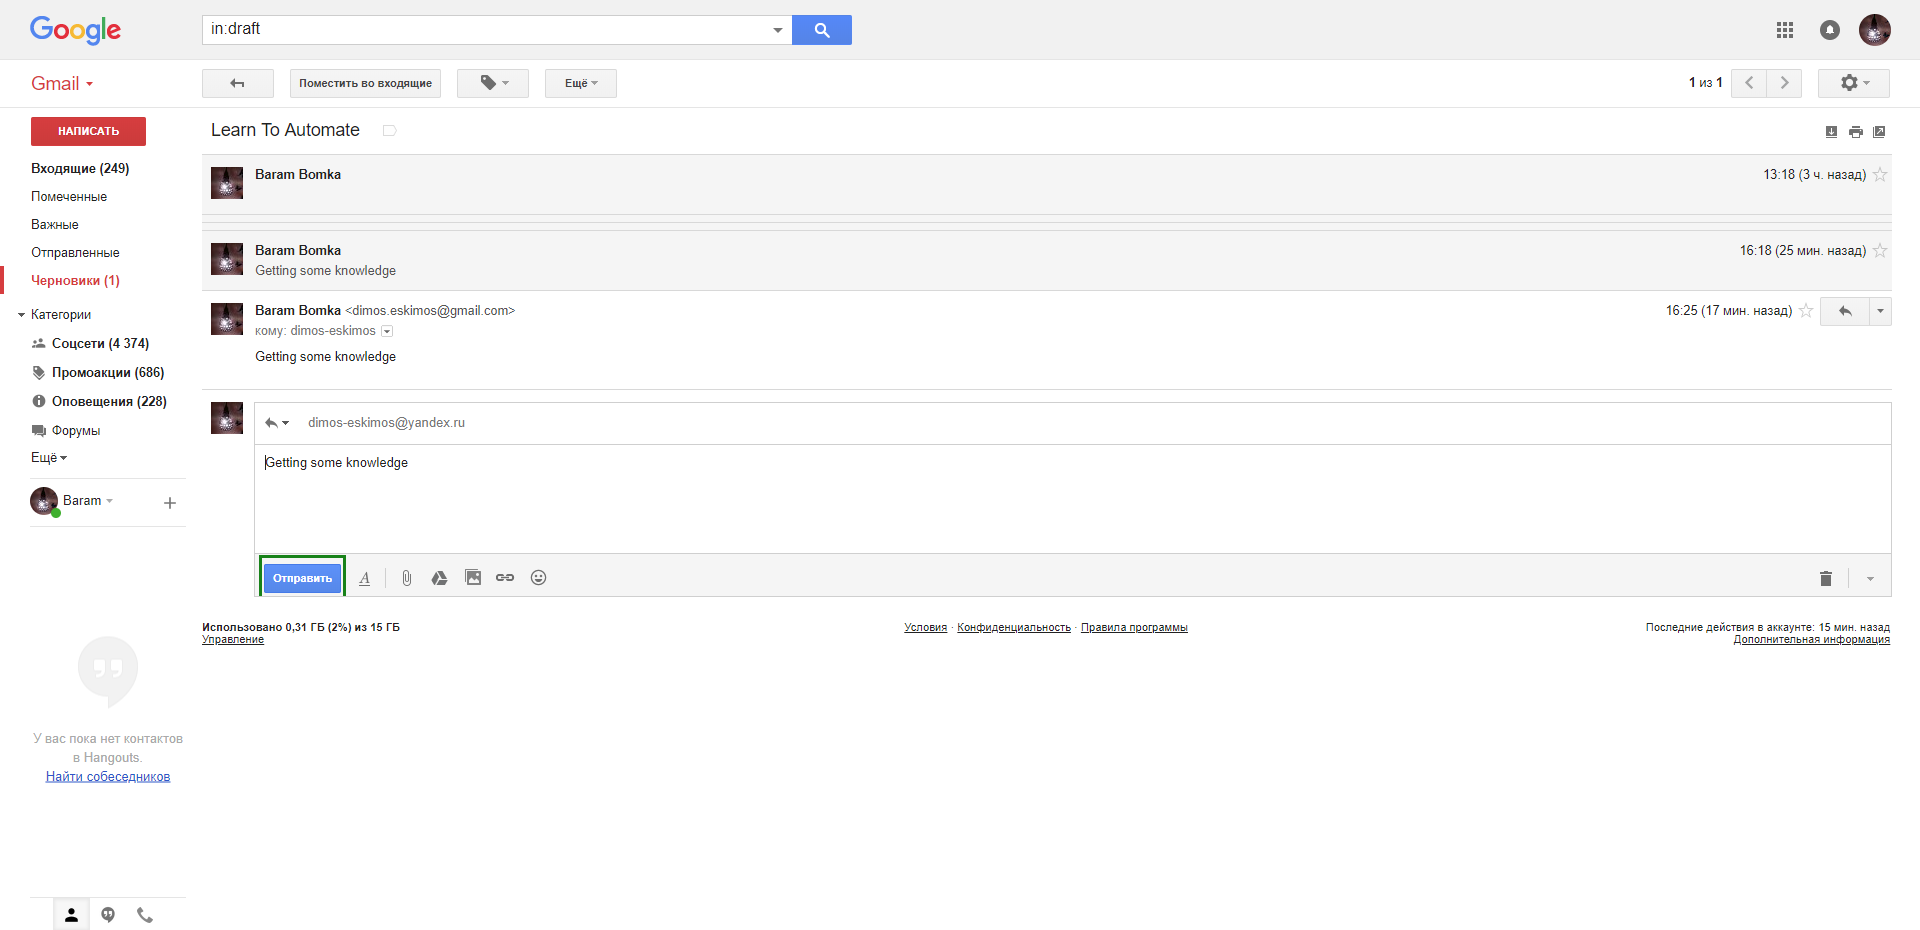 Google
in:draft
Gmail
Поместить во входящие
Ещё
1 из 1
НАПИСАТЬ
Входящие (249)
Помеченные
Важные
Отправленные
Черновики (1)
Категории
Соцсети (4 374)
Промоакции (686)
Оповещения (228)
Форумы
Ещё
Baram
У вас пока нет контактов
в Hangouts.
Найти собеседников
Learn To Automate
Baram Bomka
13:18 (3 ч. назад)
Baram Bomka
16:18 (25 мин. назад)
Getting some knowledge
Baram Bomka <dimos.eskimos@gmail.com>
16:25 (17 мин. назад)
кому: dimos-eskimos
Getting some knowledge
dimos-eskimos@yandex.ru
Getting some knowledge
Отправить
A
Использовано 0,31 ГБ (2%) из 15 ГБ
Управление
Условия · Конфиденциальность · Правила программы
Последние действия в аккаунте: 15 мин. назад
Дополнительная информация